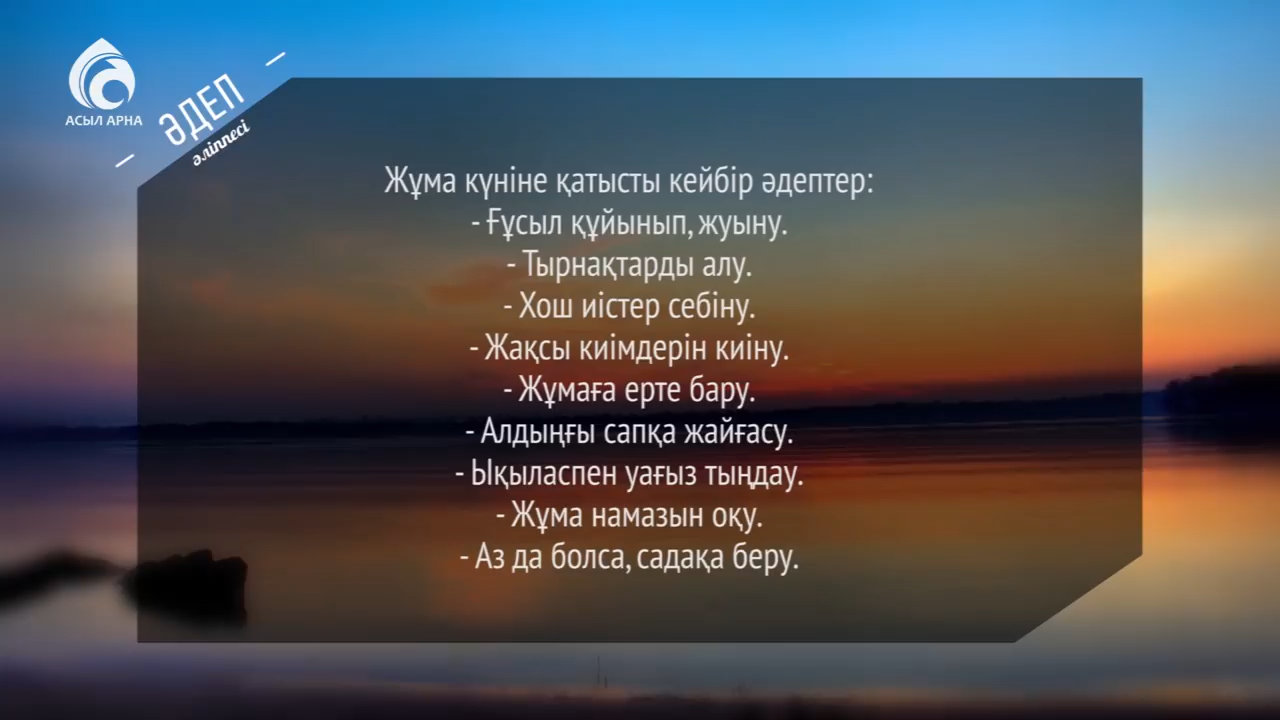 АСЫЛ АРНА
ӘДЕП
әліппесі
Жұма күніне қатысты кейбір әдептер:
- Ғұсыл құйынып, жуыну.
- Тырнақтарды алу.
- Хош иістер себіну.
- Жақсы киімдерін киіну.
- Жұмаға ерте бару.
- Алдыңғы сапқа жайғасу.
- Ықыласпен уағыз тыңдау.
- Жұма намазын оқу.
- Аз да болса, садақа беру.